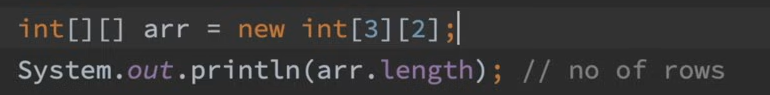 int[][] arr = new int[3][2];
System.out.println(arr.length); // no of rows